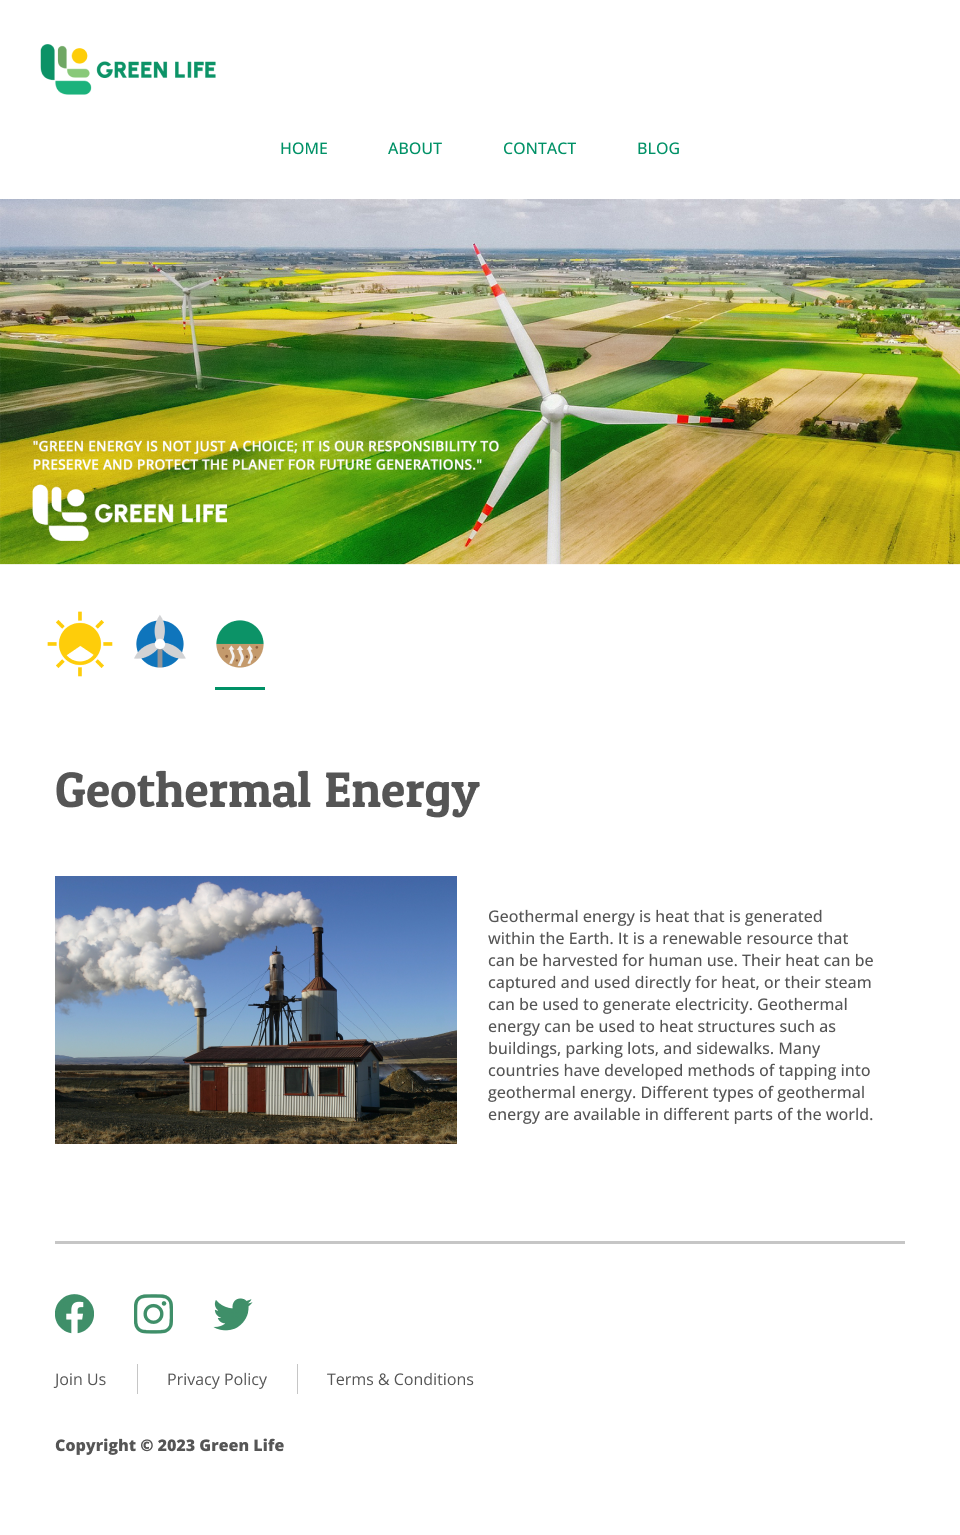 GREEN LIFE
HOME ABOUT CONTACT BLOG
"GREEN ENERGY IS NOT JUST A CHOICE; IT IS OUR RESPONSIBILITY TO
PRESERVE AND PROTECT THE PLANET FOR FUTURE GENERATIONS."
GREEN LIFE
Geothermal Energy
Geothermal energy is heat that is generated
within the Earth. It is a renewable resource that
can be harvested for human use. Their heat can be
captured and used directly for heat, or their steam
can be used to generate electricity. Geothermal
energy can be used to heat structures such as
buildings, parking lots, and sidewalks. Many
countries have developed methods of tapping into
geothermal energy. Different types of geothermal
energy are available in different parts of the world.
Join Us Privacy Policy Terms & Conditions
Copyright © 2023 Green Life